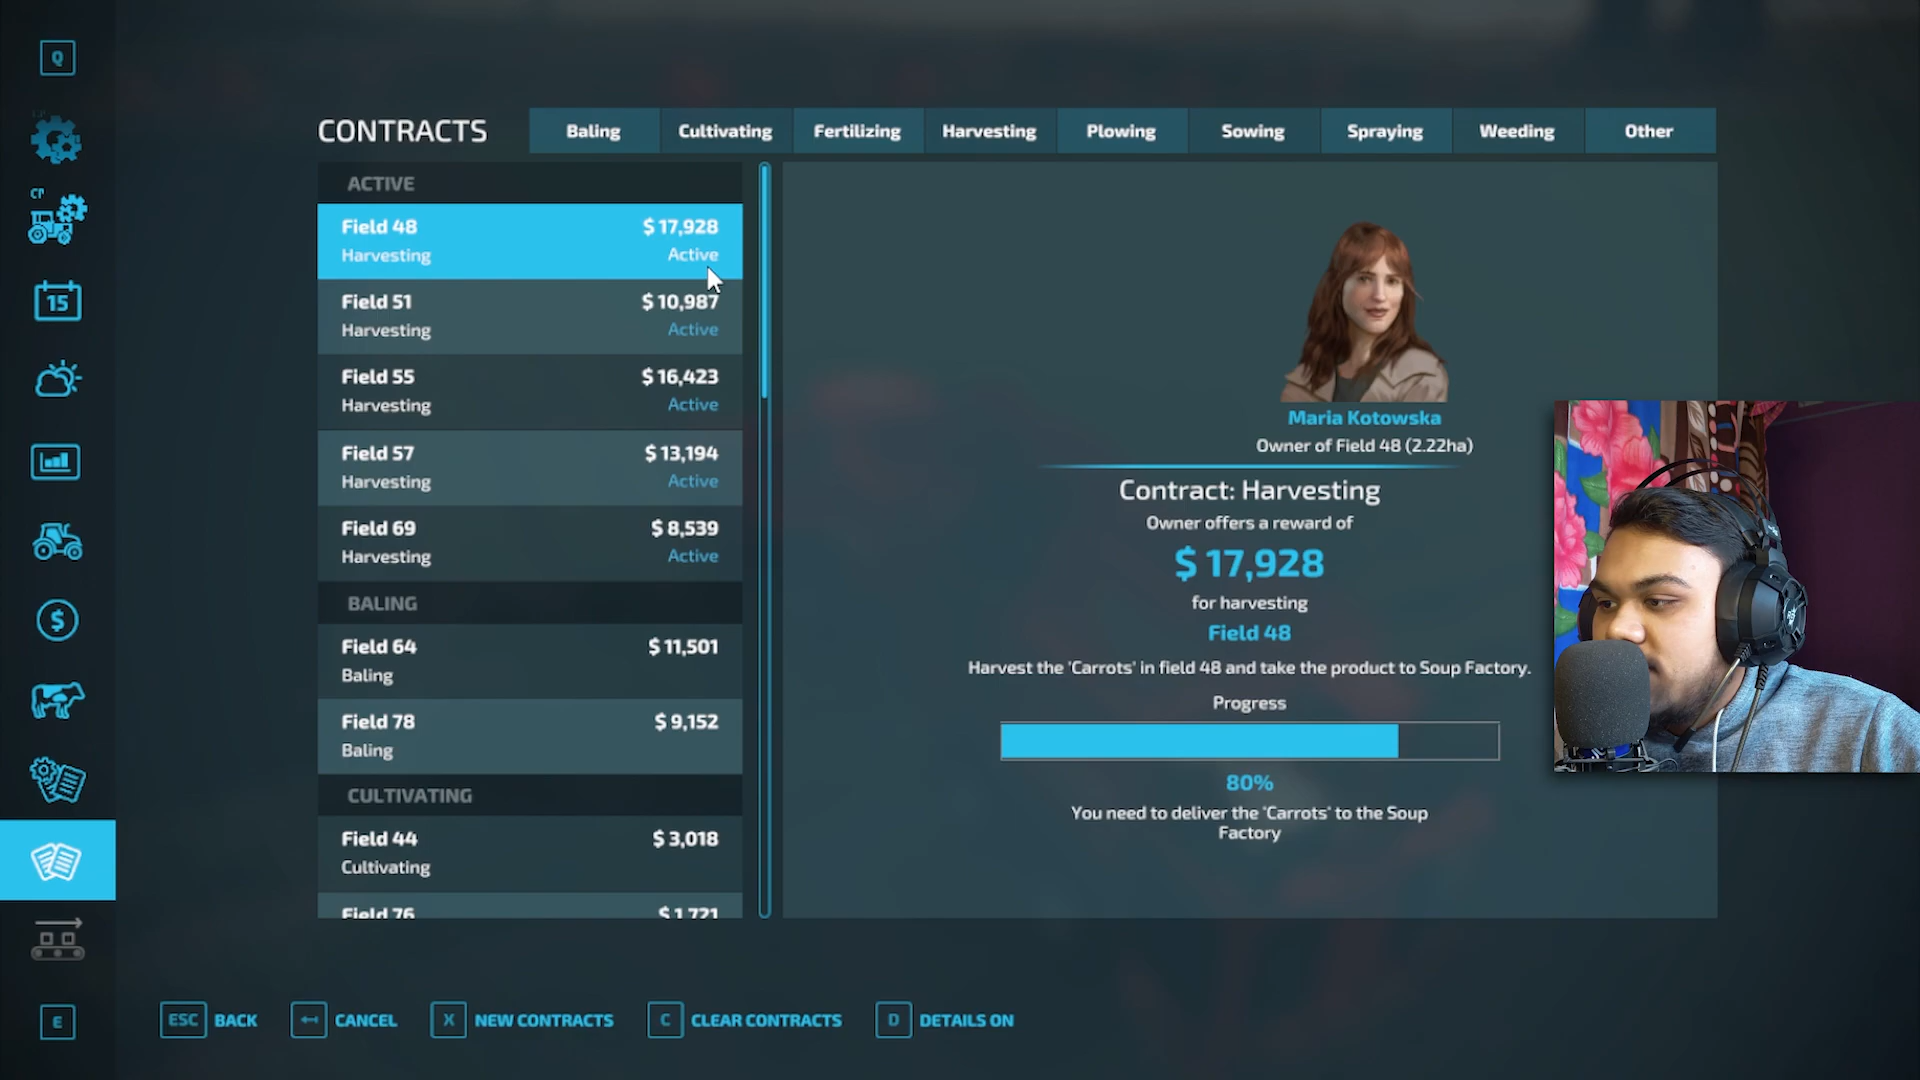 Q
CP
15
E
CONTRACTS
Baling
Cultivating
Fertilizing
Harvesting
Plowing
Sowing
Spraying
Weeding
Other
ACTIVE
Field 48 $ 17,928
Harvesting Active
Field 51 $ 10,987
Harvesting Active
Field 55 $ 16,423
Harvesting Active
Field 57 $ 13,194
Harvesting Active
Field 69 $ 8,539
Harvesting Active
BALING
Field 64 $ 11,501
Baling
Field 78 $ 9,152
Baling
CULTIVATING
Field 44 $ 3,018
Cultivating
Field 76 $ 1,721
Maria Kotowska
Owner of Field 48 (2.22ha)
Contract: Harvesting
Owner offers a reward of
$ 17,928
for harvesting
Field 48
Harvest the 'Carrots' in field 48 and take the product to Soup Factory.
Progress
80%
You need to deliver the 'Carrots' to the Soup
Factory
ESC BACK
CANCEL
X NEW CONTRACTS
C CLEAR CONTRACTS
D DETAILS ON